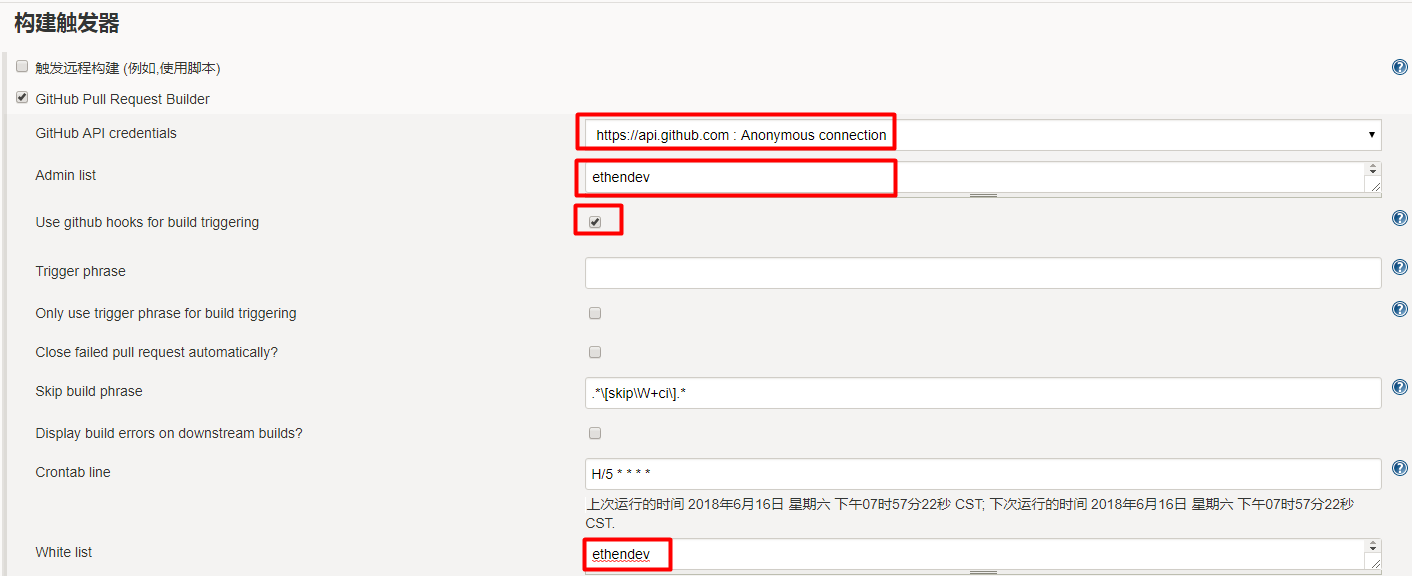 构建触发器
触发远程构建 (例如,使用脚本)
GitHub Pull Request Builder
GitHub API credentials
https://api.github.com : Anonymous connection
Admin list
ethendev
Use github hooks for build triggering
Trigger phrase
Only use trigger phrase for build triggering
Close failed pull request automatically?
Skip build phrase
.*\[skip\W+ci\].*
Display build errors on downstream builds?
Crontab line
H/5 * * * *
上次运行的时间 2018年6月16日 星期六 下午07时57分22秒 CST; 下次运行的时间 2018年6月16日 星期六 下午07时57分22秒
CST.
White list
ethendev